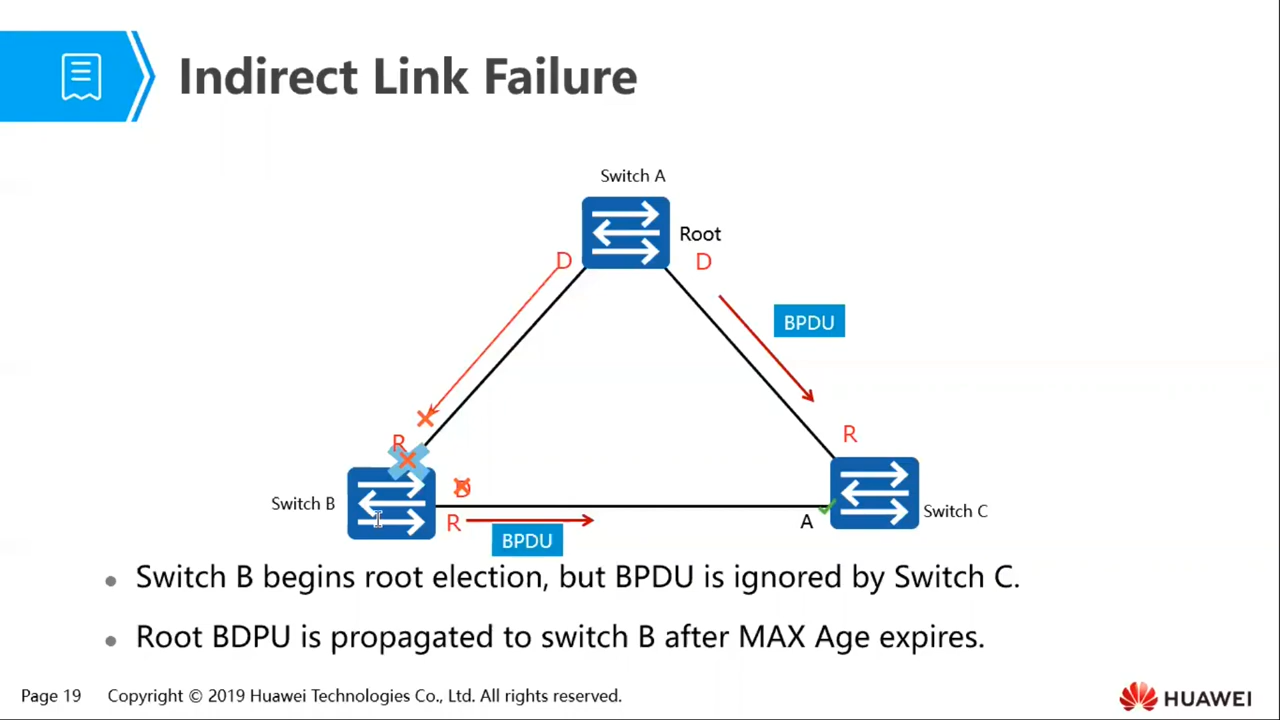 Indirect Link Failure
Switch A
Root
D
D
BPDU
R
R
Switch B
Switch C
R
A
BPDU
Switch B begins root election, but BPDU is ignored by Switch C.
Root BDPU is propagated to switch B after MAX Age expires.
Page 19
Copyright © 2019 Huawei Technologies Co., Ltd. All rights reserved.
HUAWEI